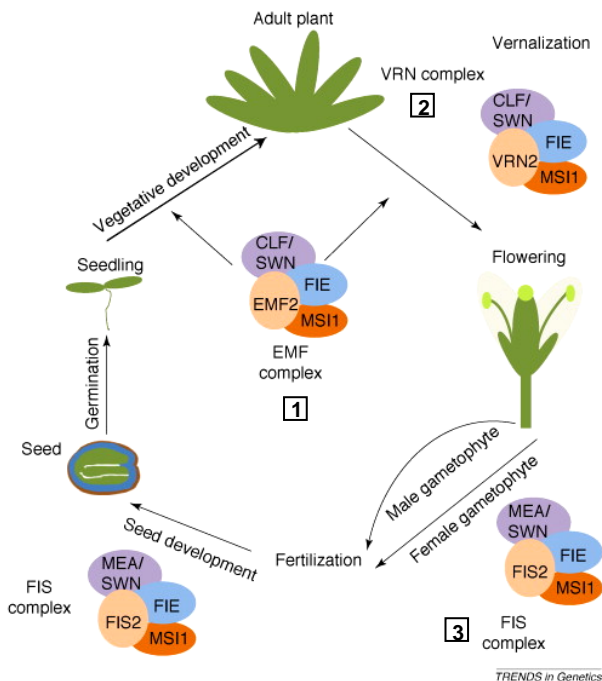 Adult plant
Vernalization
VRN complex
2
CLF/
SWN
FIE
VRN2
MSI1
Vegetative development
Seedling
CLF/
SWN
FIE
EMF2
MSI1
EMF
complex
1
Flowering
Germination
Seed
Male gametophyte
Female gametophyte
MEA/
SWN
FIE
FIS2
MSI1
3
FIS
complex
Fertilization
Seed development
FIS
complex
MEA/
SWN
FIE
FIS2
MSI1
TRENDS in Genetics